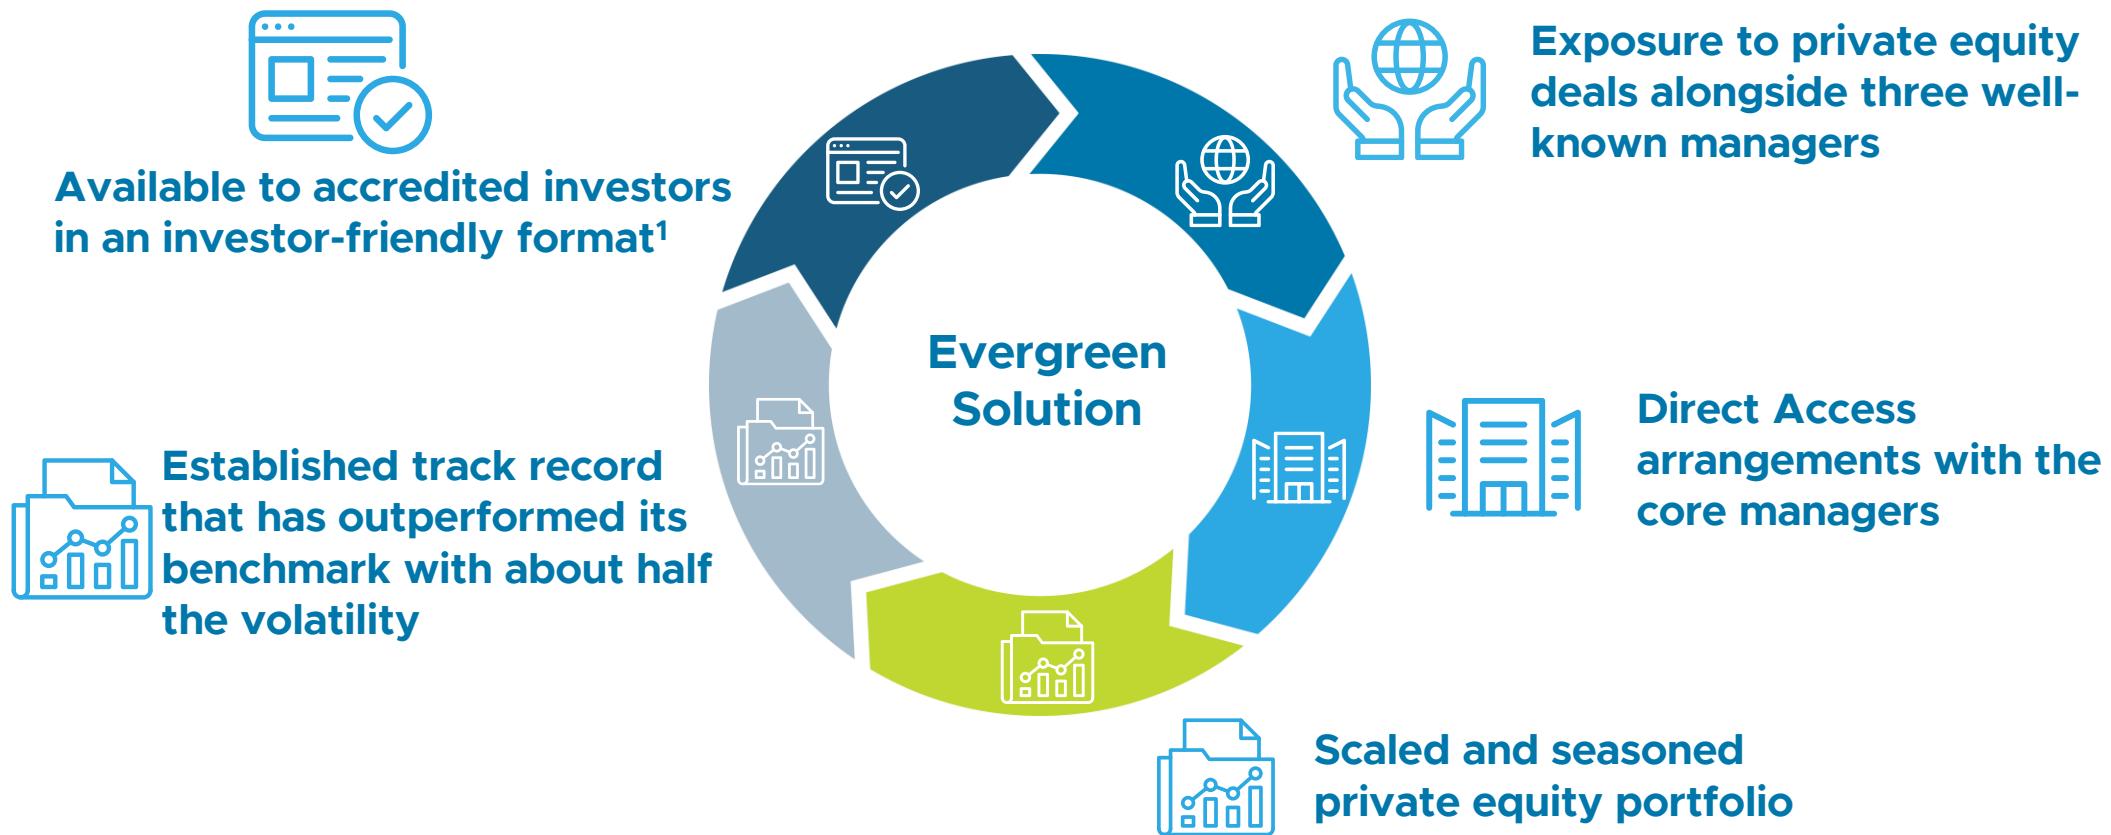 Available to accredited investors
in an investor-friendly format¹
Exposure to private equity
deals alongside three well-
known managers
Evergreen
Solution
Direct Access
arrangements with the
core managers
Established track record
that has outperformed its
benchmark with about half
the volatility
Scaled and seasoned
private equity portfolio